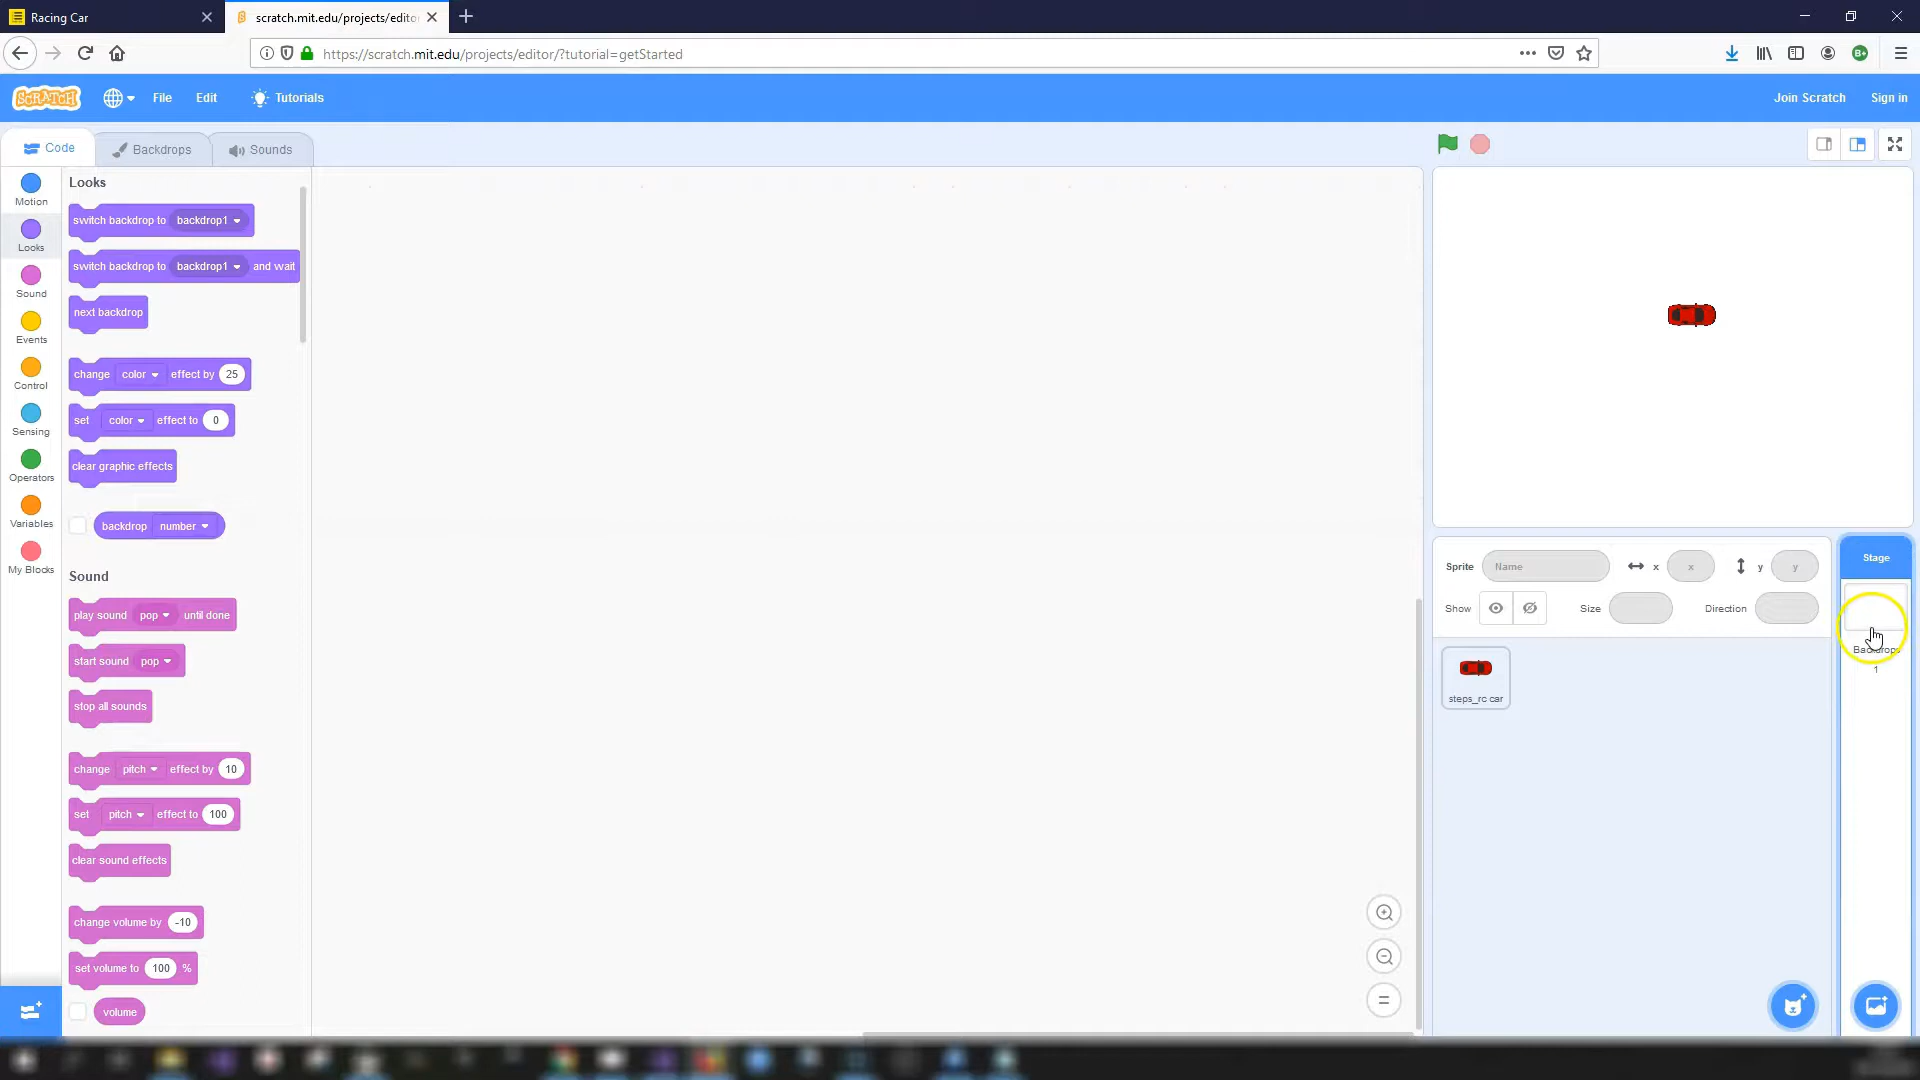 Racing Car
scratch.mit.edu/projects/edito
https://scratch.mit.edu/projects/editor/?tutorial=getStarted
SCRATCH
File
Edit
Tutorials
Join Scratch
Sign in
Code
Backdrops
Sounds
Motion
Looks
Sound
Events
Control
Sensing
Operators
Variables
My Blocks
Looks
switch backdrop to backdrop1
switch backdrop to backdrop1 and wait
next backdrop
change color effect by 25
set color effect to 0
clear graphic effects
backdrop number
Sound
play sound pop until done
start sound pop
stop all sounds
change pitch effect by 10
set pitch effect to 100
clear sound effects
change volume by -10
set volume to 100 %
volume
Sprite Name x x y y
Show Size Direction
steps_rc car
Stage
Backdrops
1
B+